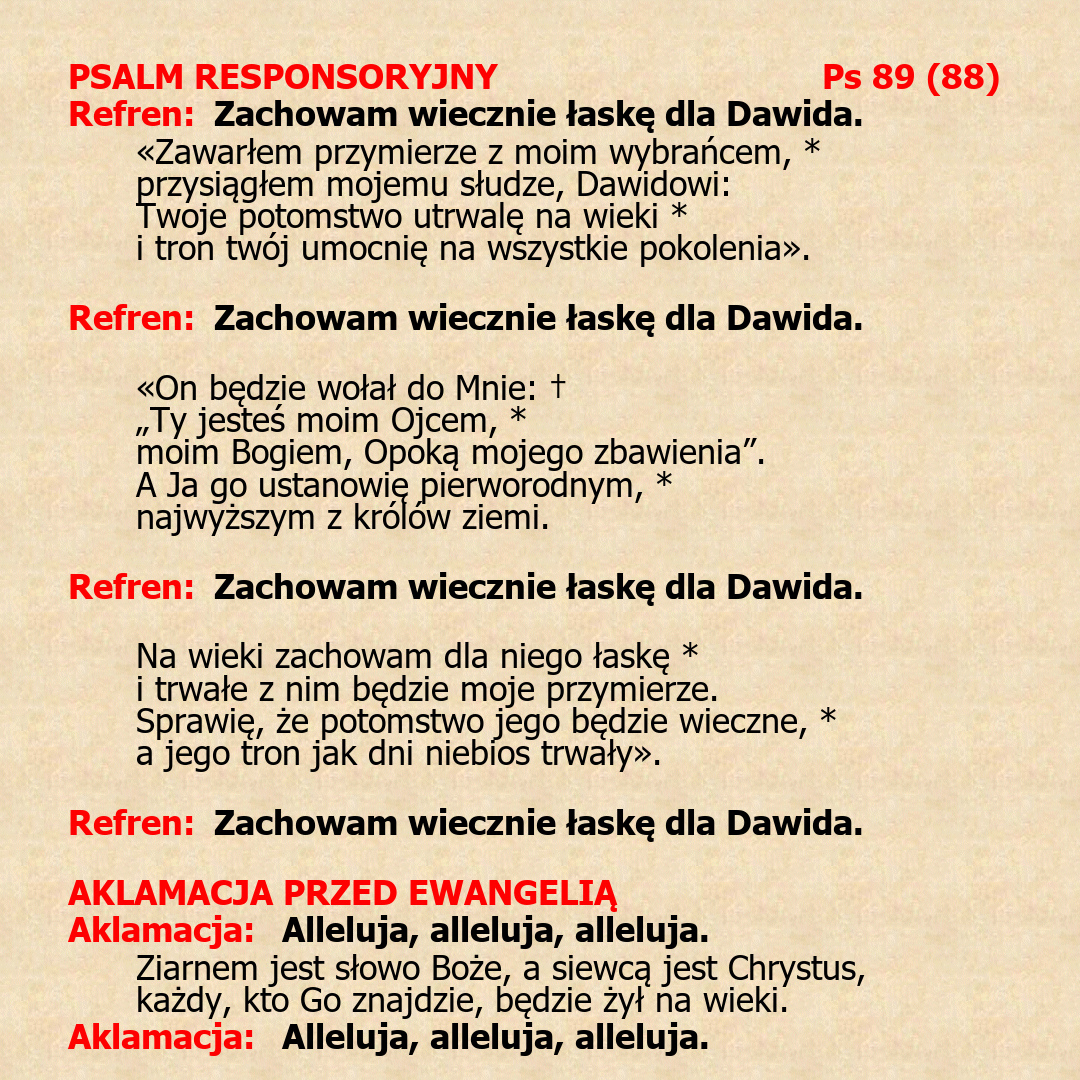 PSALM RESPONSORYJNY Ps 89 (88)
Refren: Zachowam wiecznie łaskę dla Dawida.
«Zawarłem przymierze z moim wybrańcem, *
przysiągłem mojemu słudze, Dawidowi:
Twoje potomstwo utrwalę na wieki *
i tron twój umocnię na wszystkie pokolenia».
Refren: Zachowam wiecznie łaskę dla Dawida.
«On będzie wołał do Mnie: †
„Ty jesteś moim Ojcem, *
moim Bogiem, Opoką mojego zbawienia”.
A Ja go ustanowię pierworodnym, *
najwyższym z królów ziemi.
Refren: Zachowam wiecznie łaskę dla Dawida.
Na wieki zachowam dla niego łaskę *
i trwałe z nim będzie moje przymierze.
Sprawię, że potomstwo jego będzie wieczne, *
a jego tron jak dni niebios trwały».
Refren: Zachowam wiecznie łaskę dla Dawida.
AKLAMACJA PRZED EWANGELIĄ
Aklamacja: Alleluja, alleluja, alleluja.
Ziarnem jest słowo Boże, a siewcą jest Chrystus,
każdy, kto Go znajdzie, będzie żył na wieki.
Aklamacja: Alleluja, alleluja, alleluja.